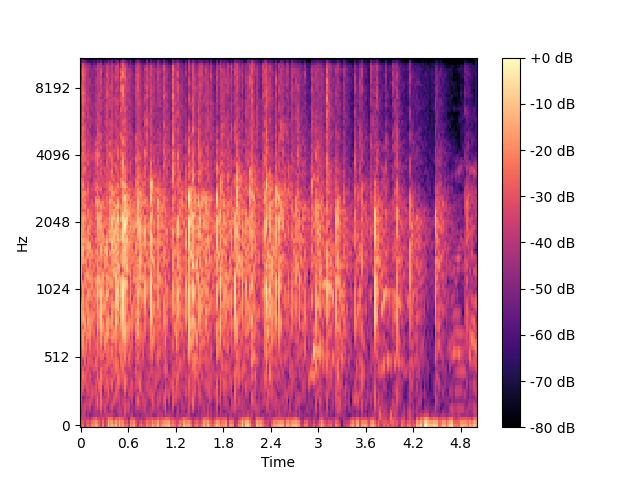 +0 dB
8192
-10 dB
4096
-20 dB
-30 dB
2048
Hz
-40 dB
1024
-50 dB
512
-60 dB
-70 dB
0
-80 dB
0 0.6 1.2 1.8 2.4 3 3.6 4.2 4.8
Time